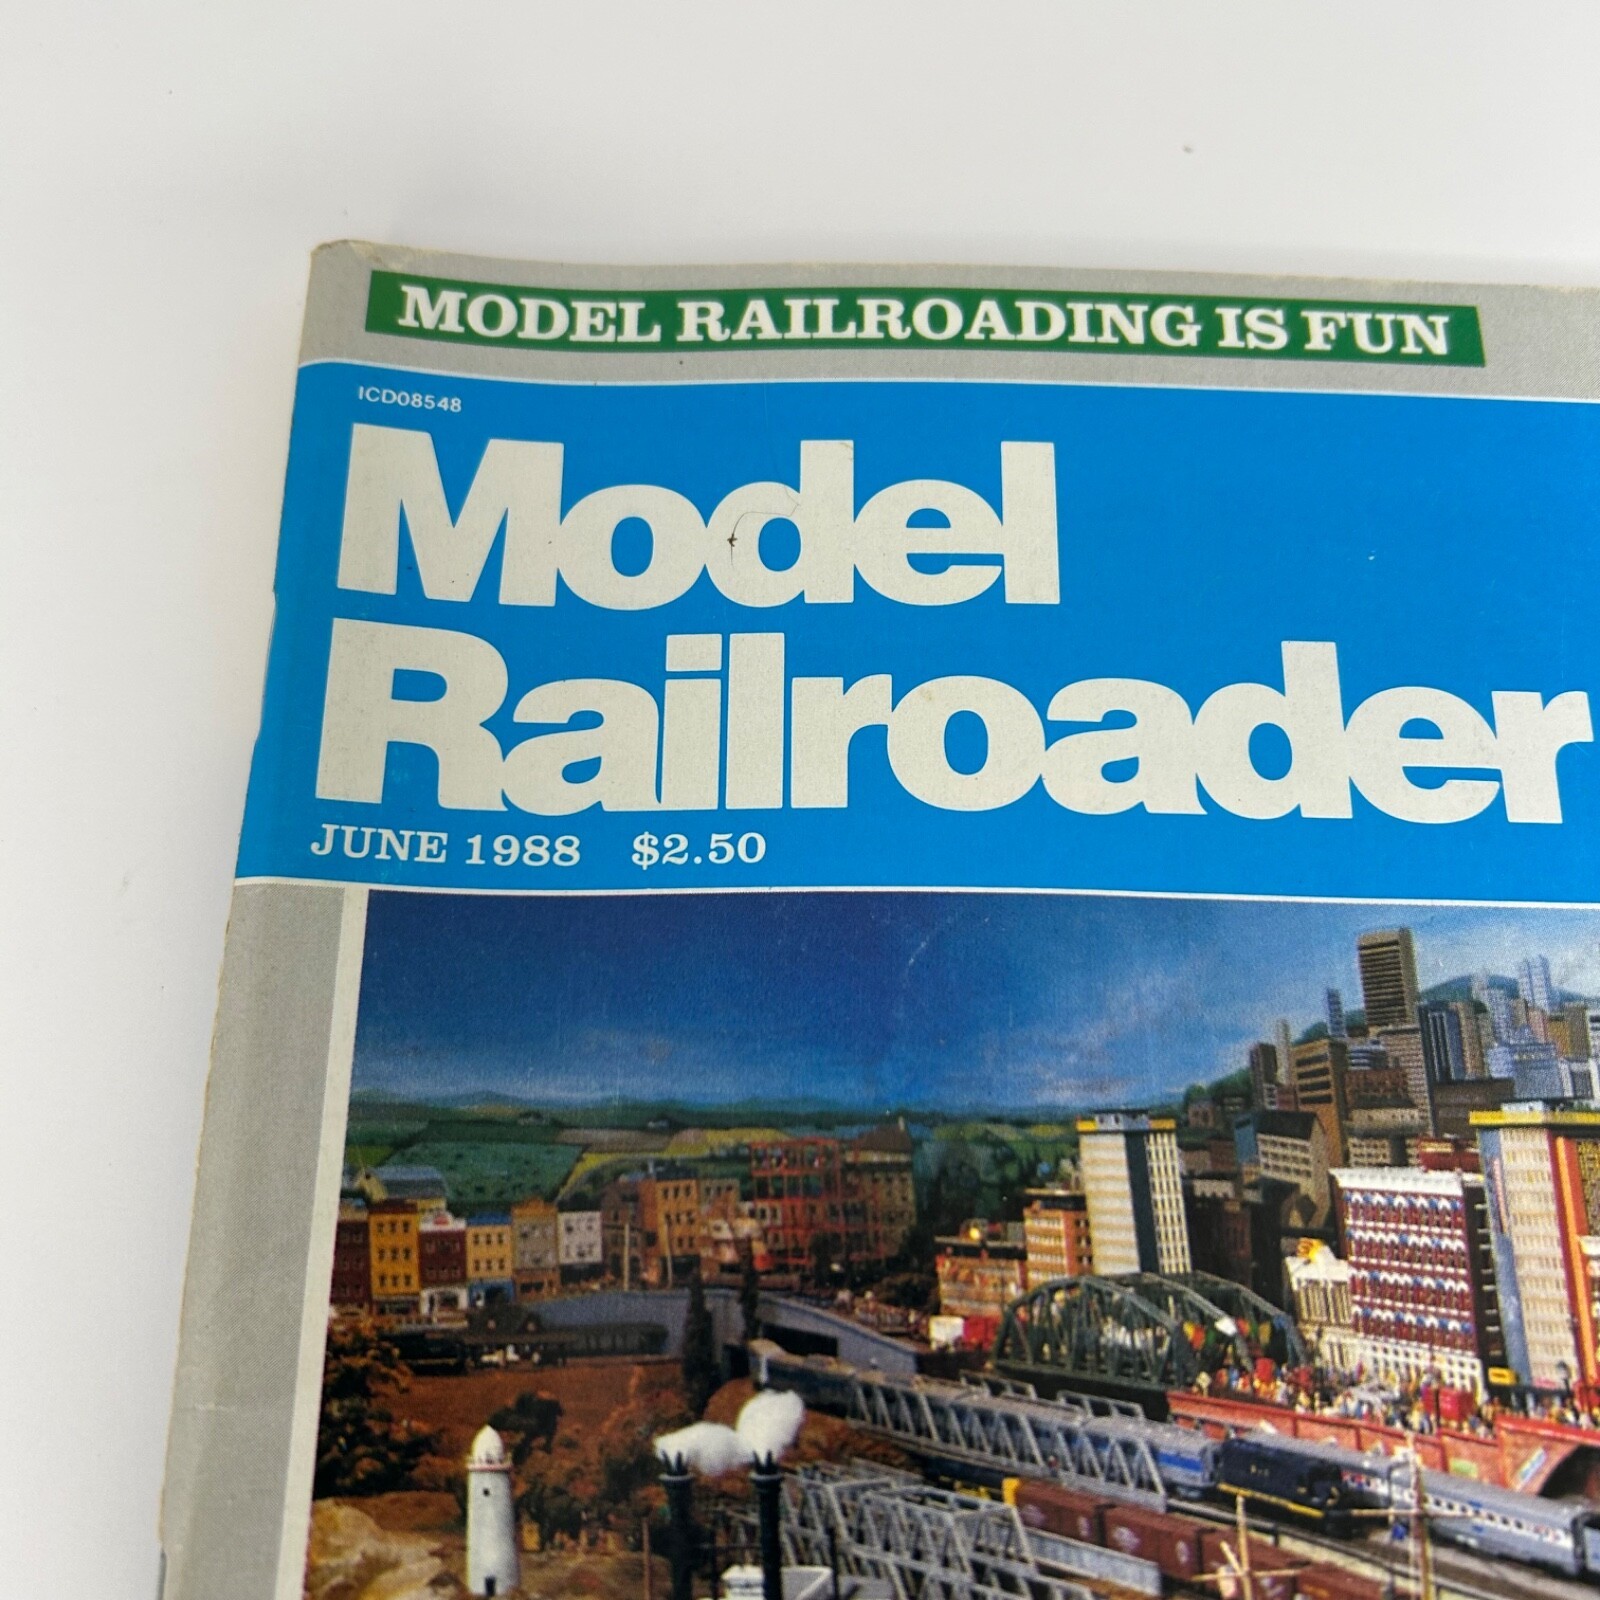 MODEL RAILROADING IS FUN
ICD08548
Model
Railroader
JUNE 1988 $2.50